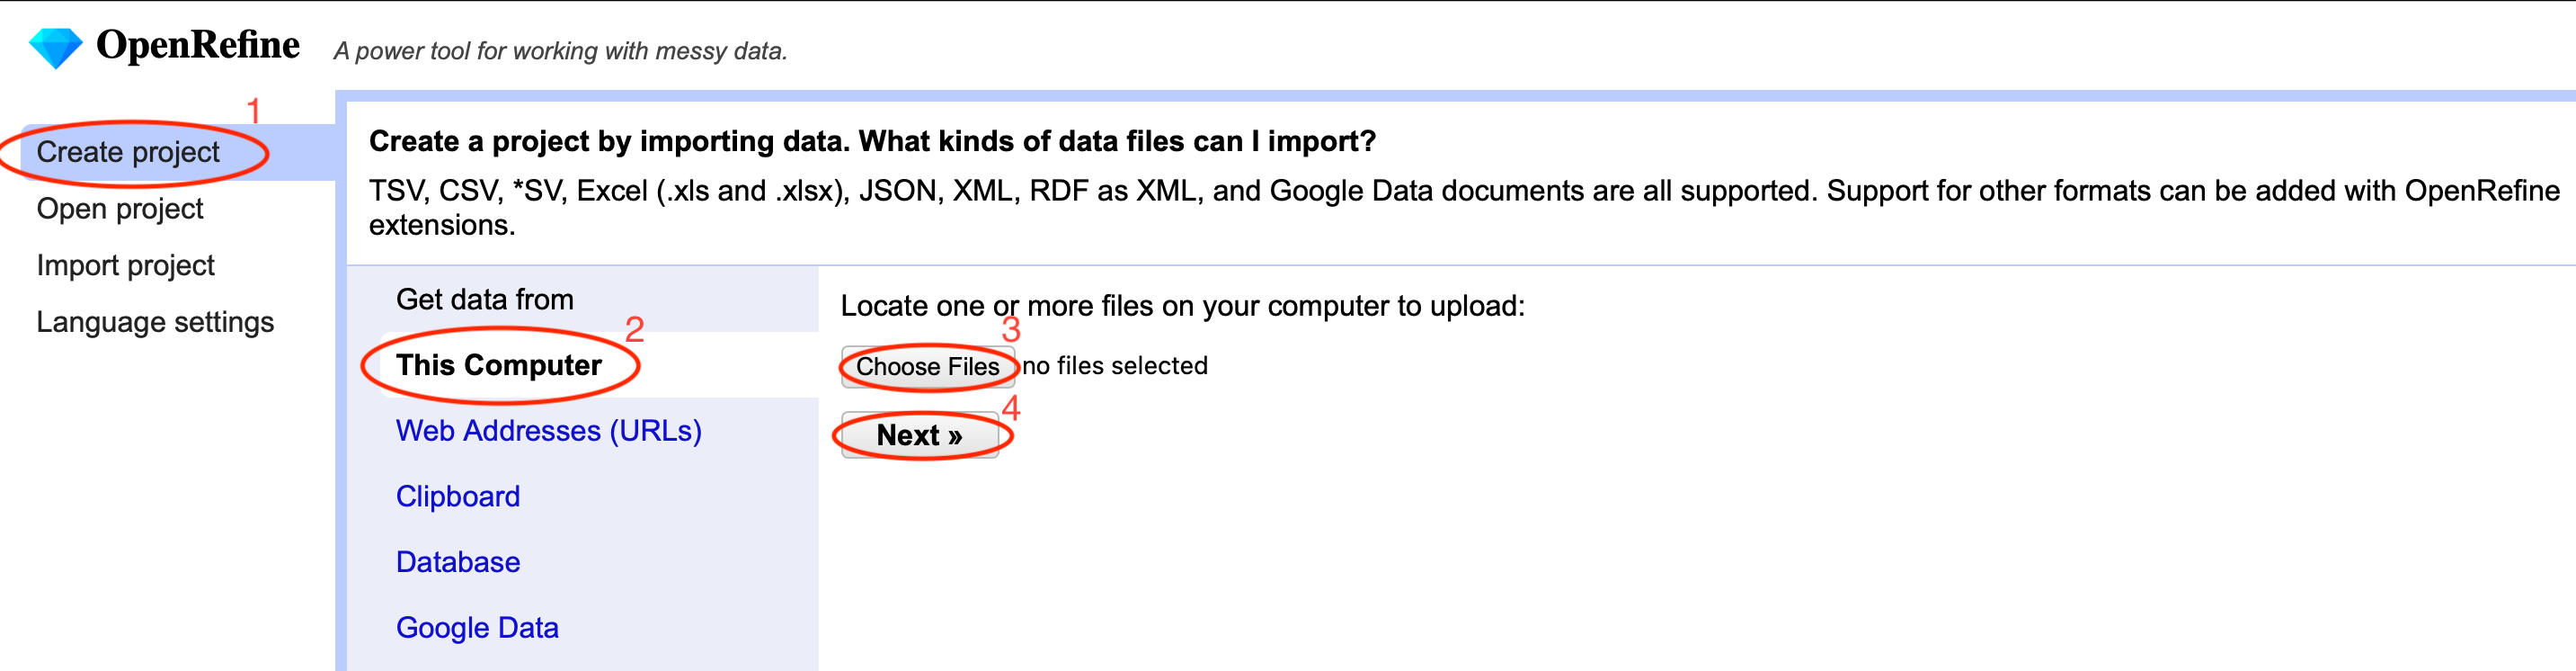 OpenRefine A power tool for working with messy data.
1
Create project
Open project
Import project
Language settings
Create a project by importing data. What kinds of data files can I import?
TSV, CSV, *SV, Excel (.xls and .xlsx), JSON, XML, RDF as XML, and Google Data documents are all supported. Support for other formats can be added with OpenRefine
extensions.
Get data from
2
This Computer
Web Addresses (URLs)
Clipboard
Database
Google Data
Locate one or more files on your computer to upload:
3
Choose Files no files selected
4
Next »